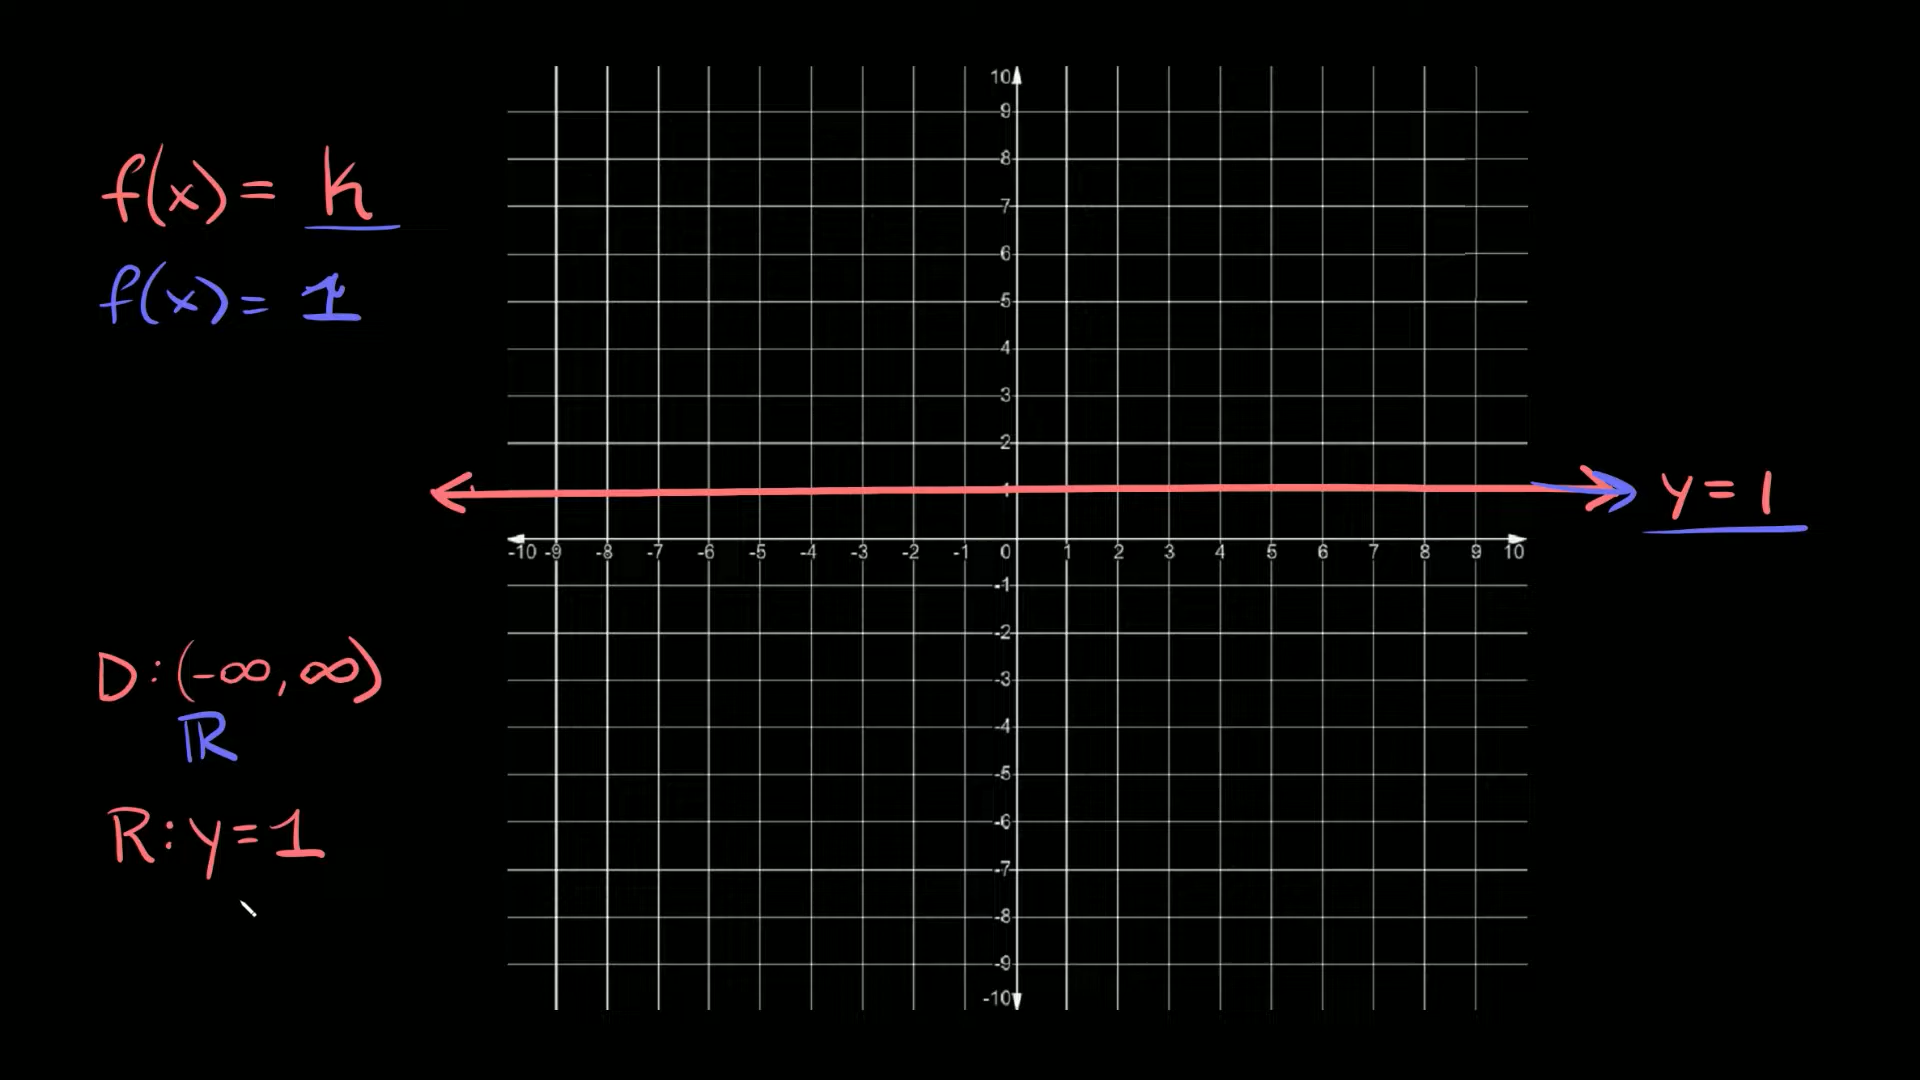 f(x) = k
f(x) = 1
10
9
8
7
6
5
4
3
2
1
y = 1
-10 -9 -8 -7 -6 -5 -4 -3 -2 -1 0 1 2 3 4 5 6 7 8 9 10
-1
-2
-3
-4
-5
-6
-7
-8
-9
-10
D : (-∞, ∞)
ℝ
R : y = 1